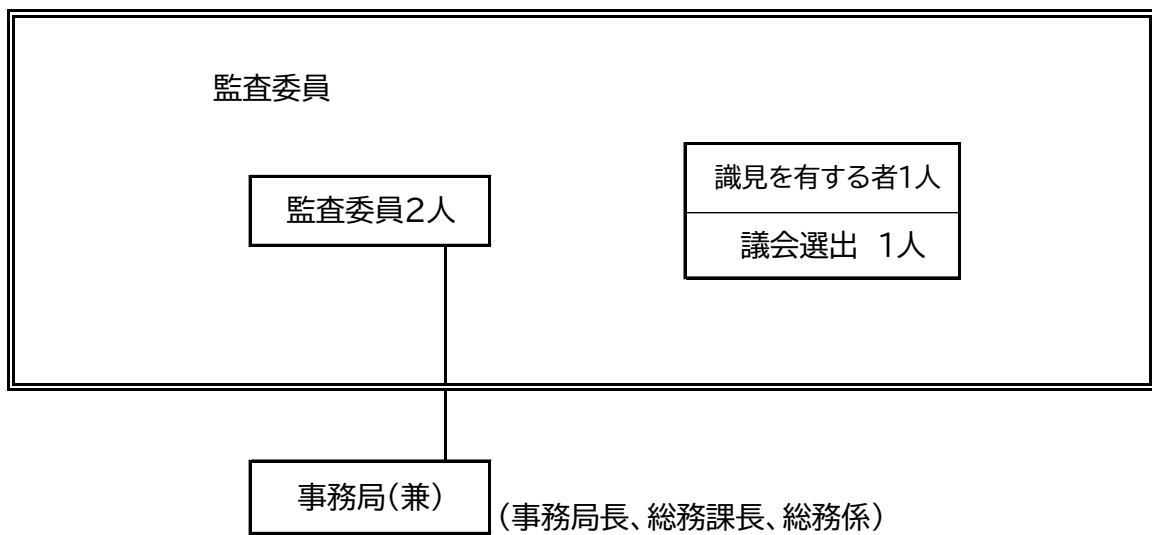 監査委員
監査委員2人
識見を有する者1人
議会選出　1人
事務局(兼)
(事務局長、総務課長、総務係)